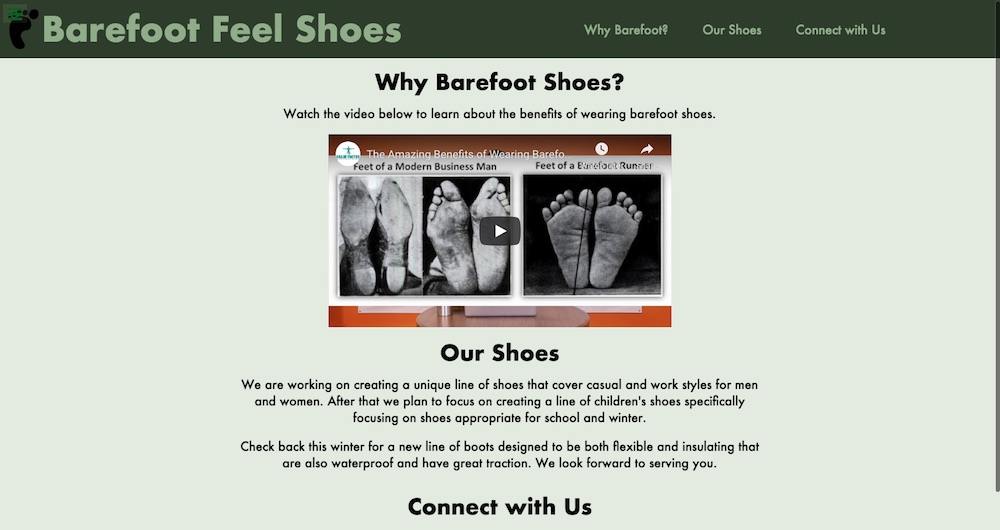 Barefoot Feel Shoes
Why Barefoot?
Our Shoes
Connect with Us
Why Barefoot Shoes?
Watch the video below to learn about the benefits of wearing barefoot shoes.
The Amazing Benefits of Wearing Barefo
Feet of a Modern Business Man
Feet of a Barefoot Runner
Our Shoes
We are working on creating a unique line of shoes that cover casual and work styles for men
and women. After that we plan to focus on creating a line of children's shoes specifically
focusing on shoes appropriate for school and winter.
Check back this winter for a new line of boots designed to be both flexible and insulating that
are also waterproof and have great traction. We look forward to serving you.
Connect with Us